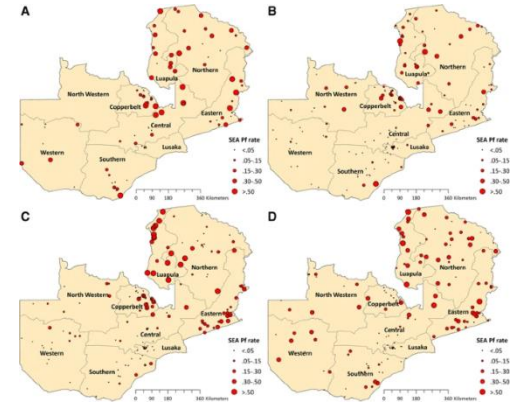 A
Northern
Luapula
North Western
Copperbelt
Eastern
Central
Western
Southern
Lusaka
SEA Pf rate
<.05
.05-.15
.15-.30
.30-.50
>.50
0 90 180 360 Kilometers
B
Northern
Luapula*
North Western
Copperbelt
Eastern
Central
Western
Lusaka
Southern
SEA Pf rate
<.05
.05-.15
.15-.30
.30-.50
>.50
0 90 180 360 Kilometers
C
Northern
Luapula
North Western
Copperbelt
Eastern
Central
Western
Lusaka
Southern
SEA Pf rate
<.05
.05-.15
.15-.30
.30-.50
>.50
0 90 180 360 Kilometers
D
Northern
Luapula
North Western
Copperbelt
Eastern
Central
Western
Lusaka
Southern
SEA Pf rate
<.05
.05-.15
.15-.30
.30-.50
>.50
0 90 180 360 Kilometers